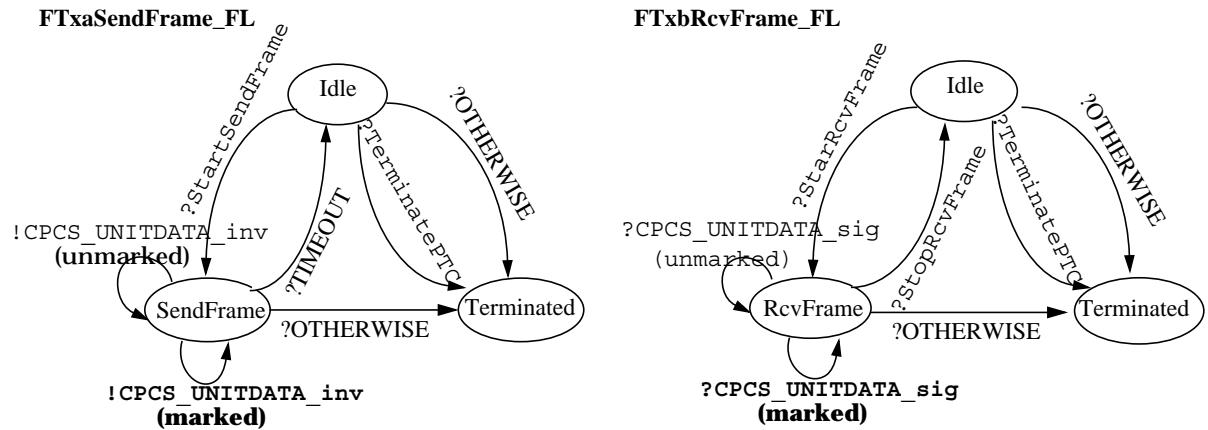 FTxaSendFrame_FL
Idle
?StartSendFrame
?OTHERWISE
?TerminatePTC
?TIMEOUT
!CPCS_UNITDATA_inv
(unmarked)
SendFrame
Terminated
?OTHERWISE
!CPCS_UNITDATA_inv
(marked)
FTxbRcvFrame_FL
Idle
?StarRcvFrame
?OTHERWISE
?TerminatePTC
?StopRcvFrame
?CPCS_UNITDATA_sig
(unmarked)
RcvFrame
Terminated
?OTHERWISE
?CPCS_UNITDATA_sig
(marked)